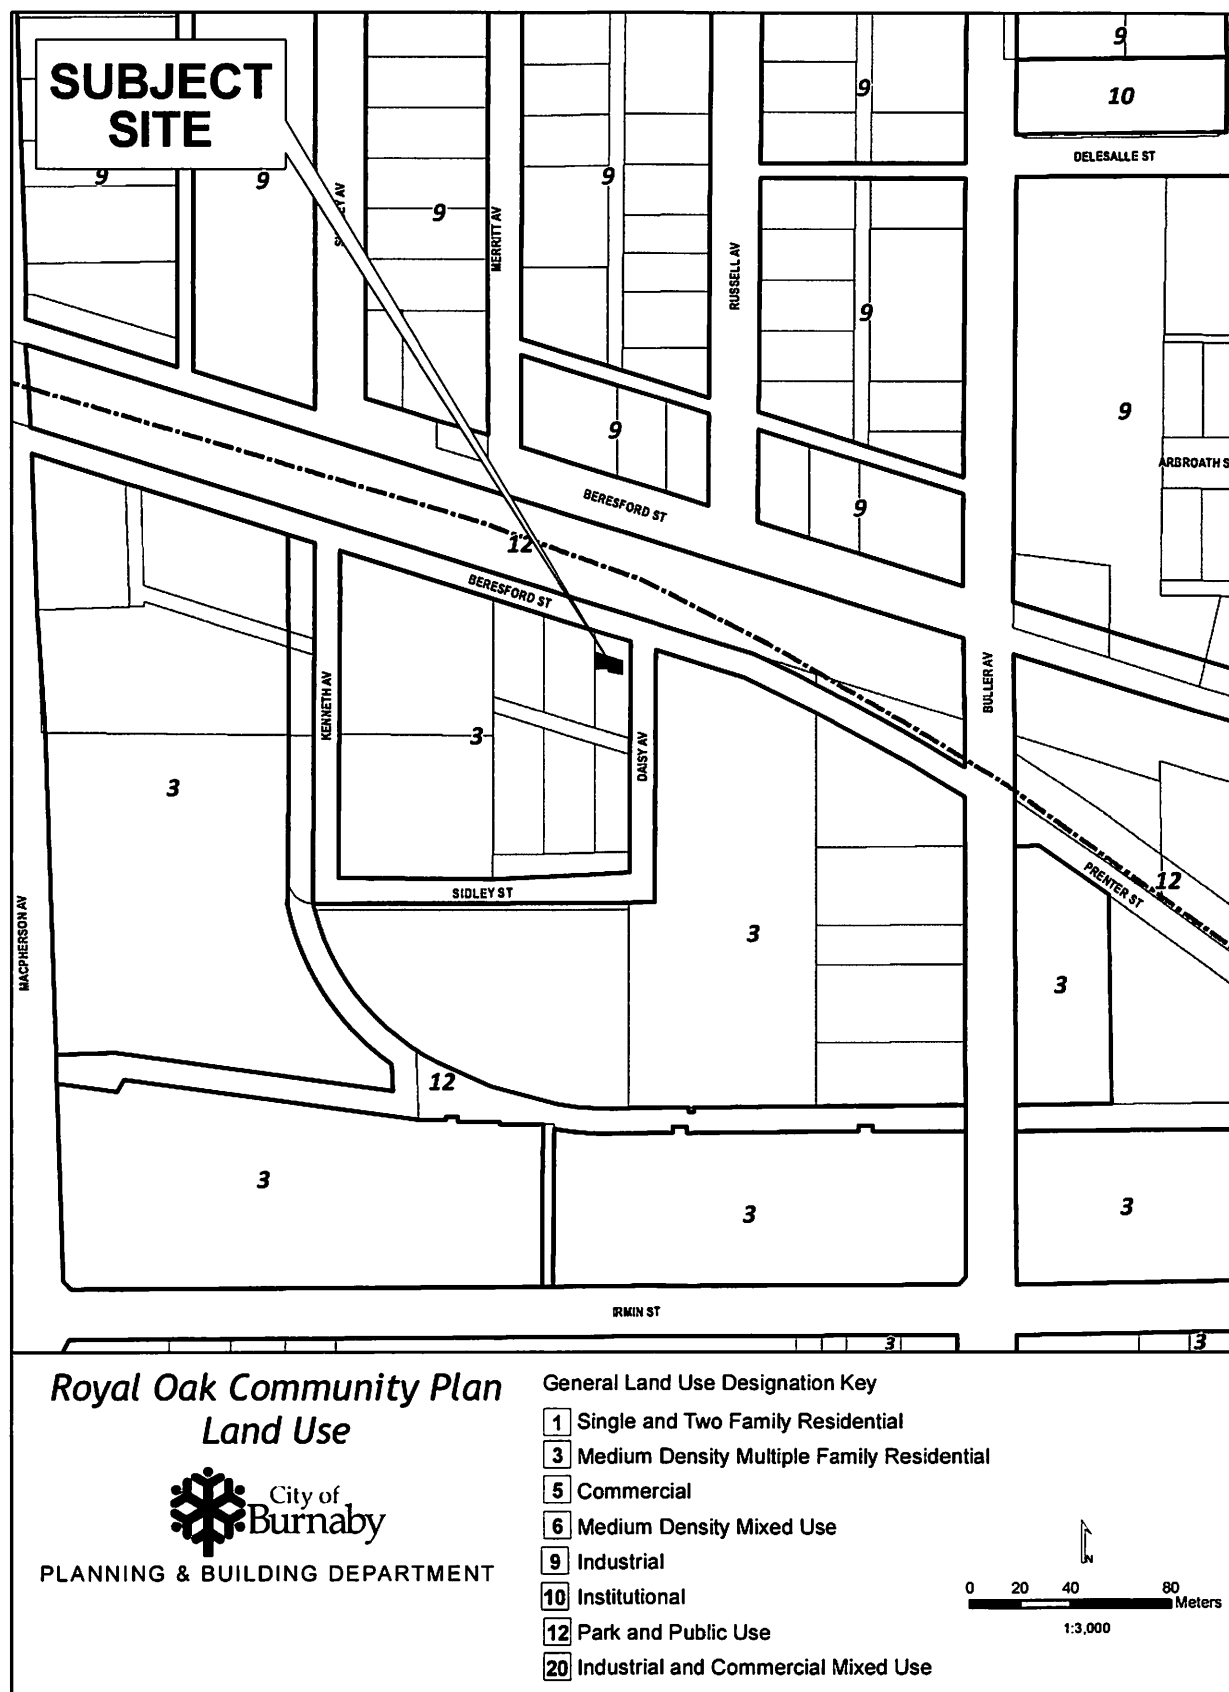 SUBJECT
SITE
9
10
DELESALLE ST
9
9
9
9
9
9
MERRITT AV
RUSSELL AV
9
9
ARBROATH S
9
9
BERESFORD ST
12
BERESFORD ST
KENNETH AV
BULLER AV
3
DAISY AV
3
PRENTER ST
12
SIDLEY ST
MACPHERSON AV
3
3
12
3
3
3
IRMIN ST
3
3
Royal Oak Community Plan
Land Use
City of
Burnaby
PLANNING & BUILDING DEPARTMENT
General Land Use Designation Key
1 Single and Two Family Residential
3 Medium Density Multiple Family Residential
5 Commercial
6 Medium Density Mixed Use
9 Industrial
10 Institutional
12 Park and Public Use
20 Industrial and Commercial Mixed Use
N
0 20 40 80
Meters
1:3,000